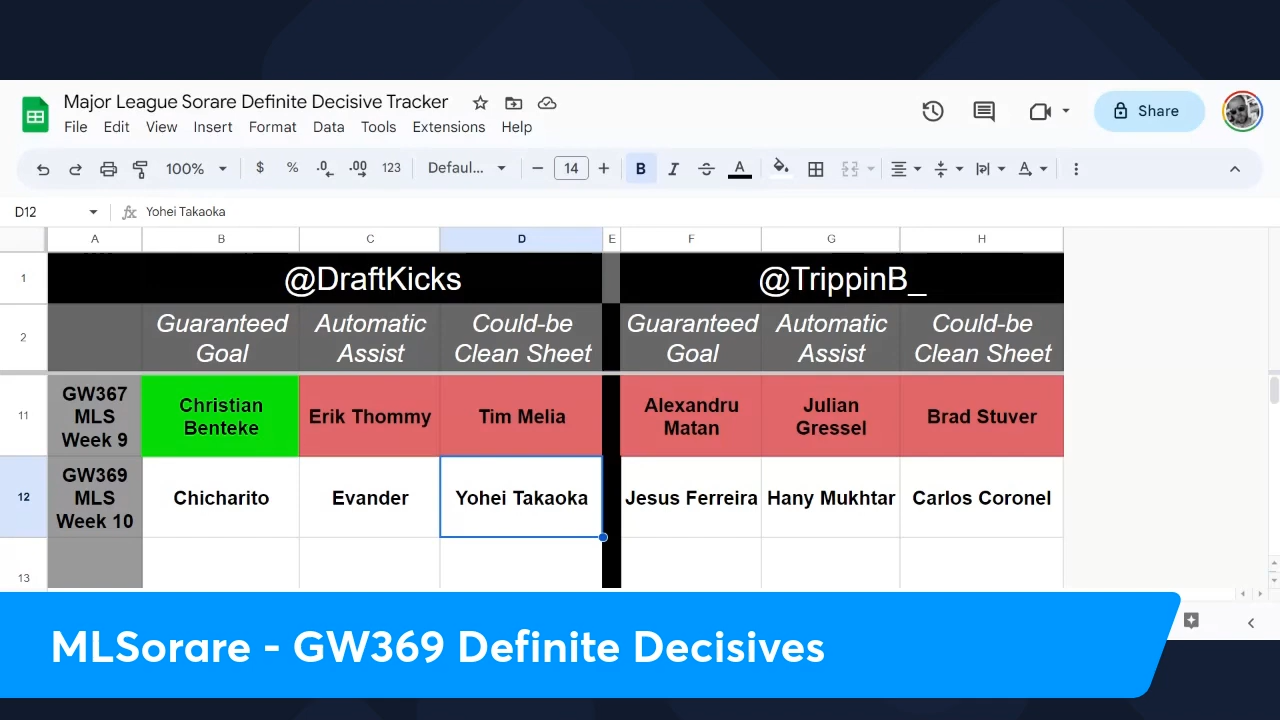 Major League Sorare Definite Decisive Tracker
File Edit View Insert Format Data Tools Extensions Help
Share
100% $ % .0 .00 123 Defaul... 14 B I A
D12 fx Yohei Takaoka
A B C D E F G H
1 @DraftKicks @TrippinB_
2
Guaranteed Goal
Automatic Assist
Could-be Clean Sheet
Guaranteed Goal
Automatic Assist
Could-be Clean Sheet
11
GW367
MLS
Week 9
Christian
Benteke
Erik Thommy
Tim Melia
Alexandru
Matan
Julian
Gressel
Brad Stuver
12
GW369
MLS
Week 10
Chicharito
Evander
Yohei Takaoka
Jesus Ferreira
Hany Mukhtar
Carlos Coronel
13
MLSorare - GW369 Definite Decisives